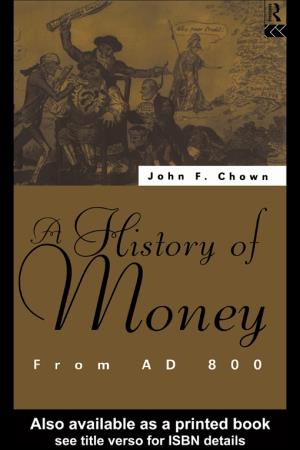 R
John F. Chown
A History of
Money
From AD 800
Also available as a printed book
see title verso for ISBN details